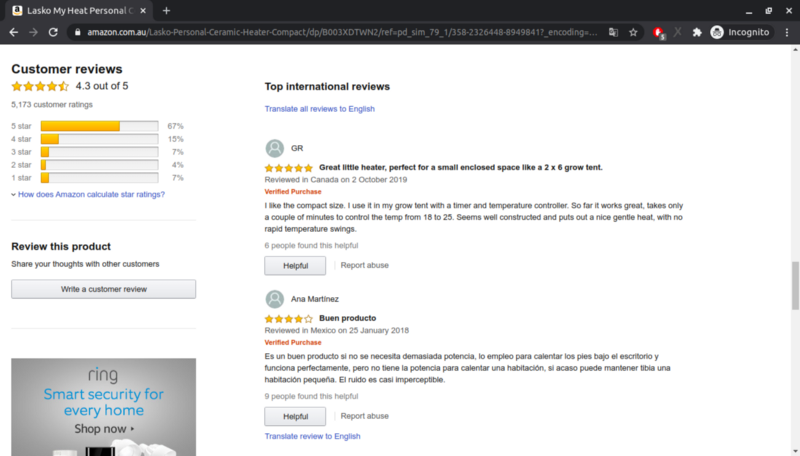 Lasko My Heat Personal C
amazon.com.au/Lasko-Personal-Ceramic-Heater-Compact/dp/B003XDTWN2/ref=pd_sim_79_1/358-2326448-8949841?_encoding=...
5
Incognito
Customer reviews
4.3 out of 5
5,173 customer ratings
5 star 67%
4 star 15%
3 star 7%
2 star 4%
1 star 7%
How does Amazon calculate star ratings?
Review this product
Share your thoughts with other customers
Write a customer review
ring
Smart security for
every home
Shop now
Top international reviews
Translate all reviews to English
GR
Great little heater, perfect for a small enclosed space like a 2 x 6 grow tent.
Reviewed in Canada on 2 October 2019
Verified Purchase
I like the compact size. I use it in my grow tent with a timer and temperature controller. So far it works great, takes only
a couple of minutes to control the temp from 18 to 25. Seems well constructed and puts out a nice gentle heat, with no
rapid temperature swings.
6 people found this helpful
Helpful
Report abuse
Ana Martínez
Buen producto
Reviewed in Mexico on 25 January 2018
Verified Purchase
Es un buen producto si no se necesita demasiada potencia, lo empleo para calentar los pies bajo el escritorio y
funciona perfectamente, pero no tiene la potencia para calentar una habitación, si acaso puede mantener tibia una
habitación pequeña. El ruido es casi imperceptible.
9 people found this helpful
Helpful
Report abuse
Translate review to English